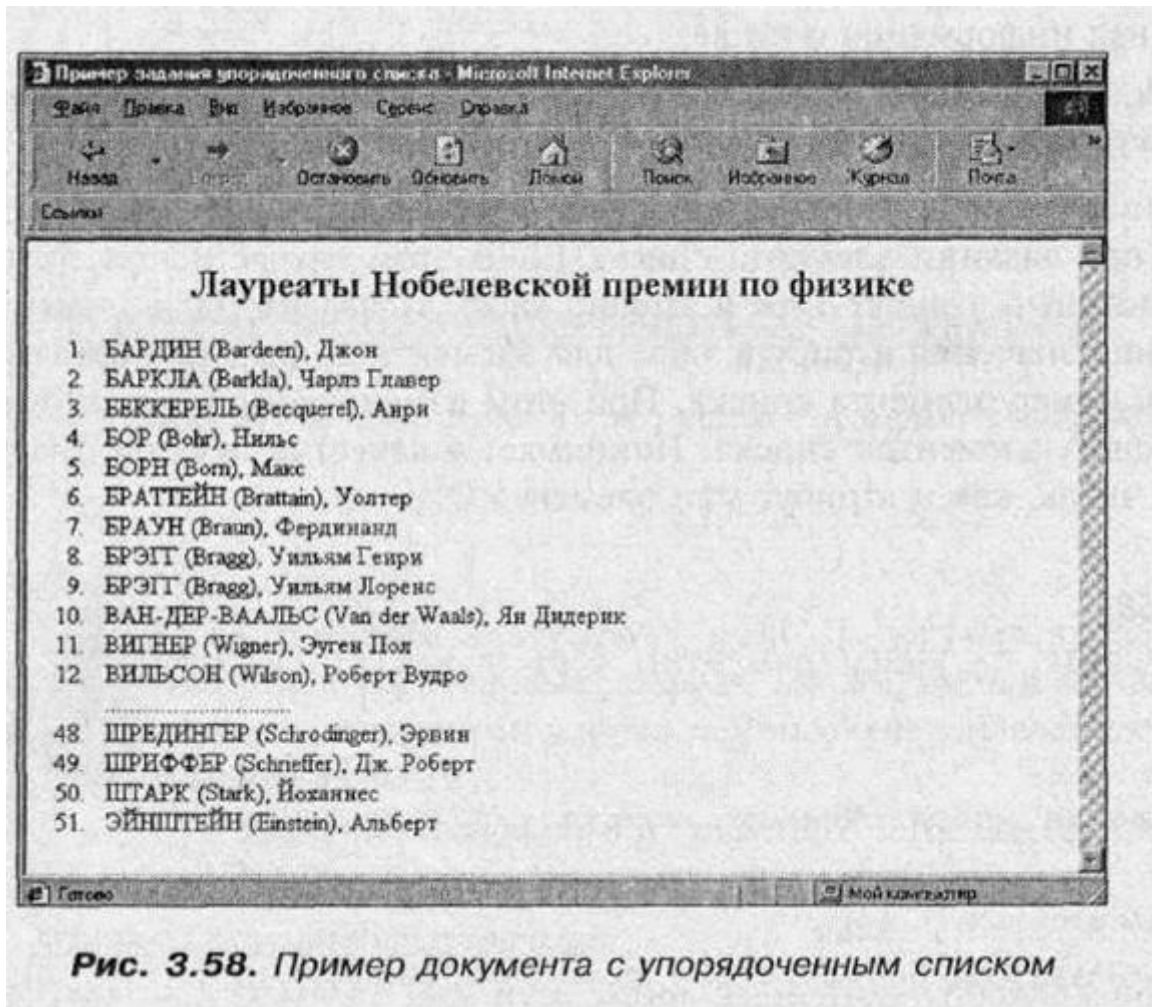 Пример задания упорядоченного списка - Microsoft Internet Explorer
Файл Правка Вид Избранное Сервис Справка
Назад Остановить Обновить Домой Поиск Избранное Журнал Почта
Ссылки
Лауреаты Нобелевской премии по физике
1. БАРДИН (Bardeen), Джон
2. БАРКЛА (Barkla), Чарлз Главер
3. БЕККЕРЕЛЬ (Becquerel), Анри
4. БОР (Bohr), Нильс
5. БОРН (Born), Макс
6. БРАТТЕЙН (Brattain), Уолтер
7. БРАУН (Braun), Фердинанд
8. БРЭГГ (Bragg), Уильям Генри
9. БРЭГГ (Bragg), Уильям Лоренс
10. ВАН-ДЕР-ВААЛЬС (Van der Waals), Ян Дидерик
11. ВИГНЕР (Wigner), Эуген Пол
12. ВИЛЬСОН (Wilson), Роберт Вудро
..............................
48. ШРЕДИНГЕР (Schrodinger), Эрвин
49. ШРИФФЕР (Schrieffer), Дж. Роберт
50. ШТАРК (Stark), Йоханнес
51. ЭЙНШТЕЙН (Einstein), Альберт
Готово Мой компьютер
Рис. 3.58. Пример документа с упорядоченным списком